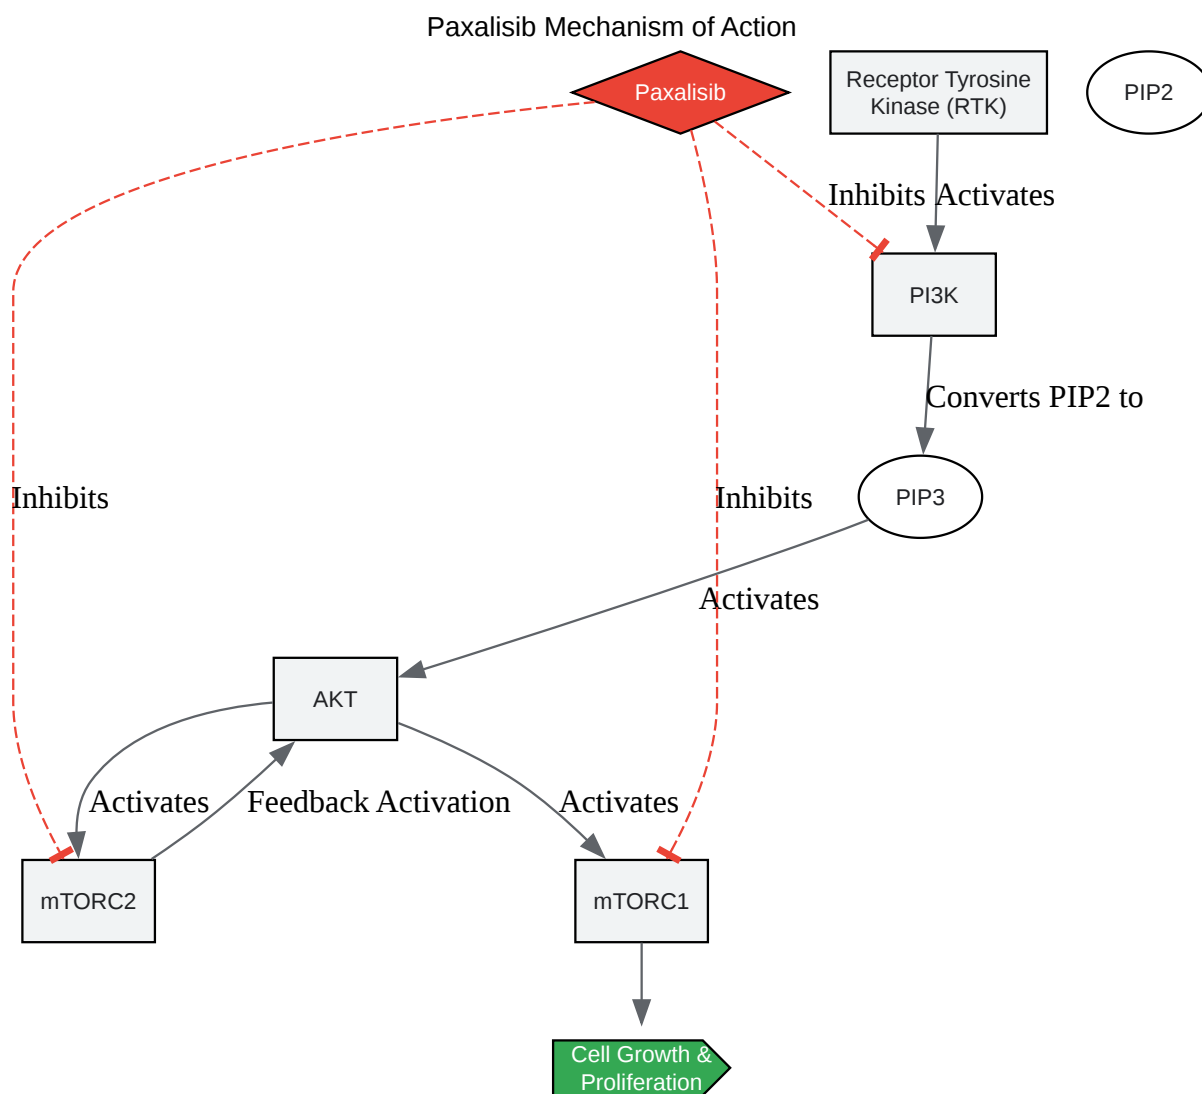 Paxalisib Mechanism of Action
Paxalisib
Receptor Tyrosine
Kinase (RTK)
PIP2
Inhibits
Activates
PI3K
Converts PIP2 to
Inhibits
Inhibits
PIP3
Activates
AKT
Activates
Feedback Activation
Activates
mTORC2
mTORC1
Cell Growth &
Proliferation